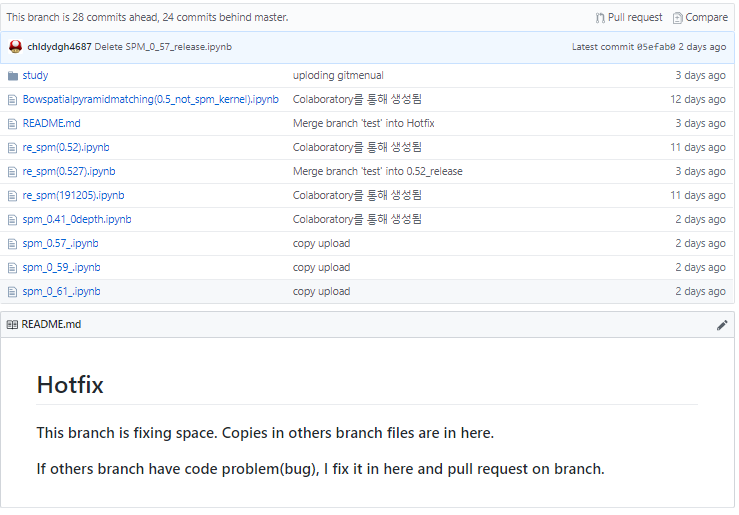 This branch is 28 commits ahead, 24 commits behind master. Pull request Compare
chldydgh4687 Delete SPM_0_57_release.ipynb Latest commit 05efab0 2 days ago
study uploding gitmenual 3 days ago
Bowspatialpyramidmatching(0.5_not_spm_kernel).ipynb Colaboratory를 통해 생성됨 12 days ago
README.md Merge branch 'test' into Hotfix 3 days ago
re_spm(0.52).ipynb Colaboratory를 통해 생성됨 11 days ago
re_spm(0.527).ipynb Merge branch 'test' into 0.52_release 3 days ago
re_spm(191205).ipynb Colaboratory를 통해 생성됨 11 days ago
spm_0.41_0depth.ipynb Colaboratory를 통해 생성됨 2 days ago
spm_0.57_.ipynb copy upload 2 days ago
spm_0_59_.ipynb copy upload 2 days ago
spm_0_61_.ipynb copy upload 2 days ago
README.md
Hotfix
This branch is fixing space. Copies in others branch files are in here.
If others branch have code problem(bug), I fix it in here and pull request on branch.